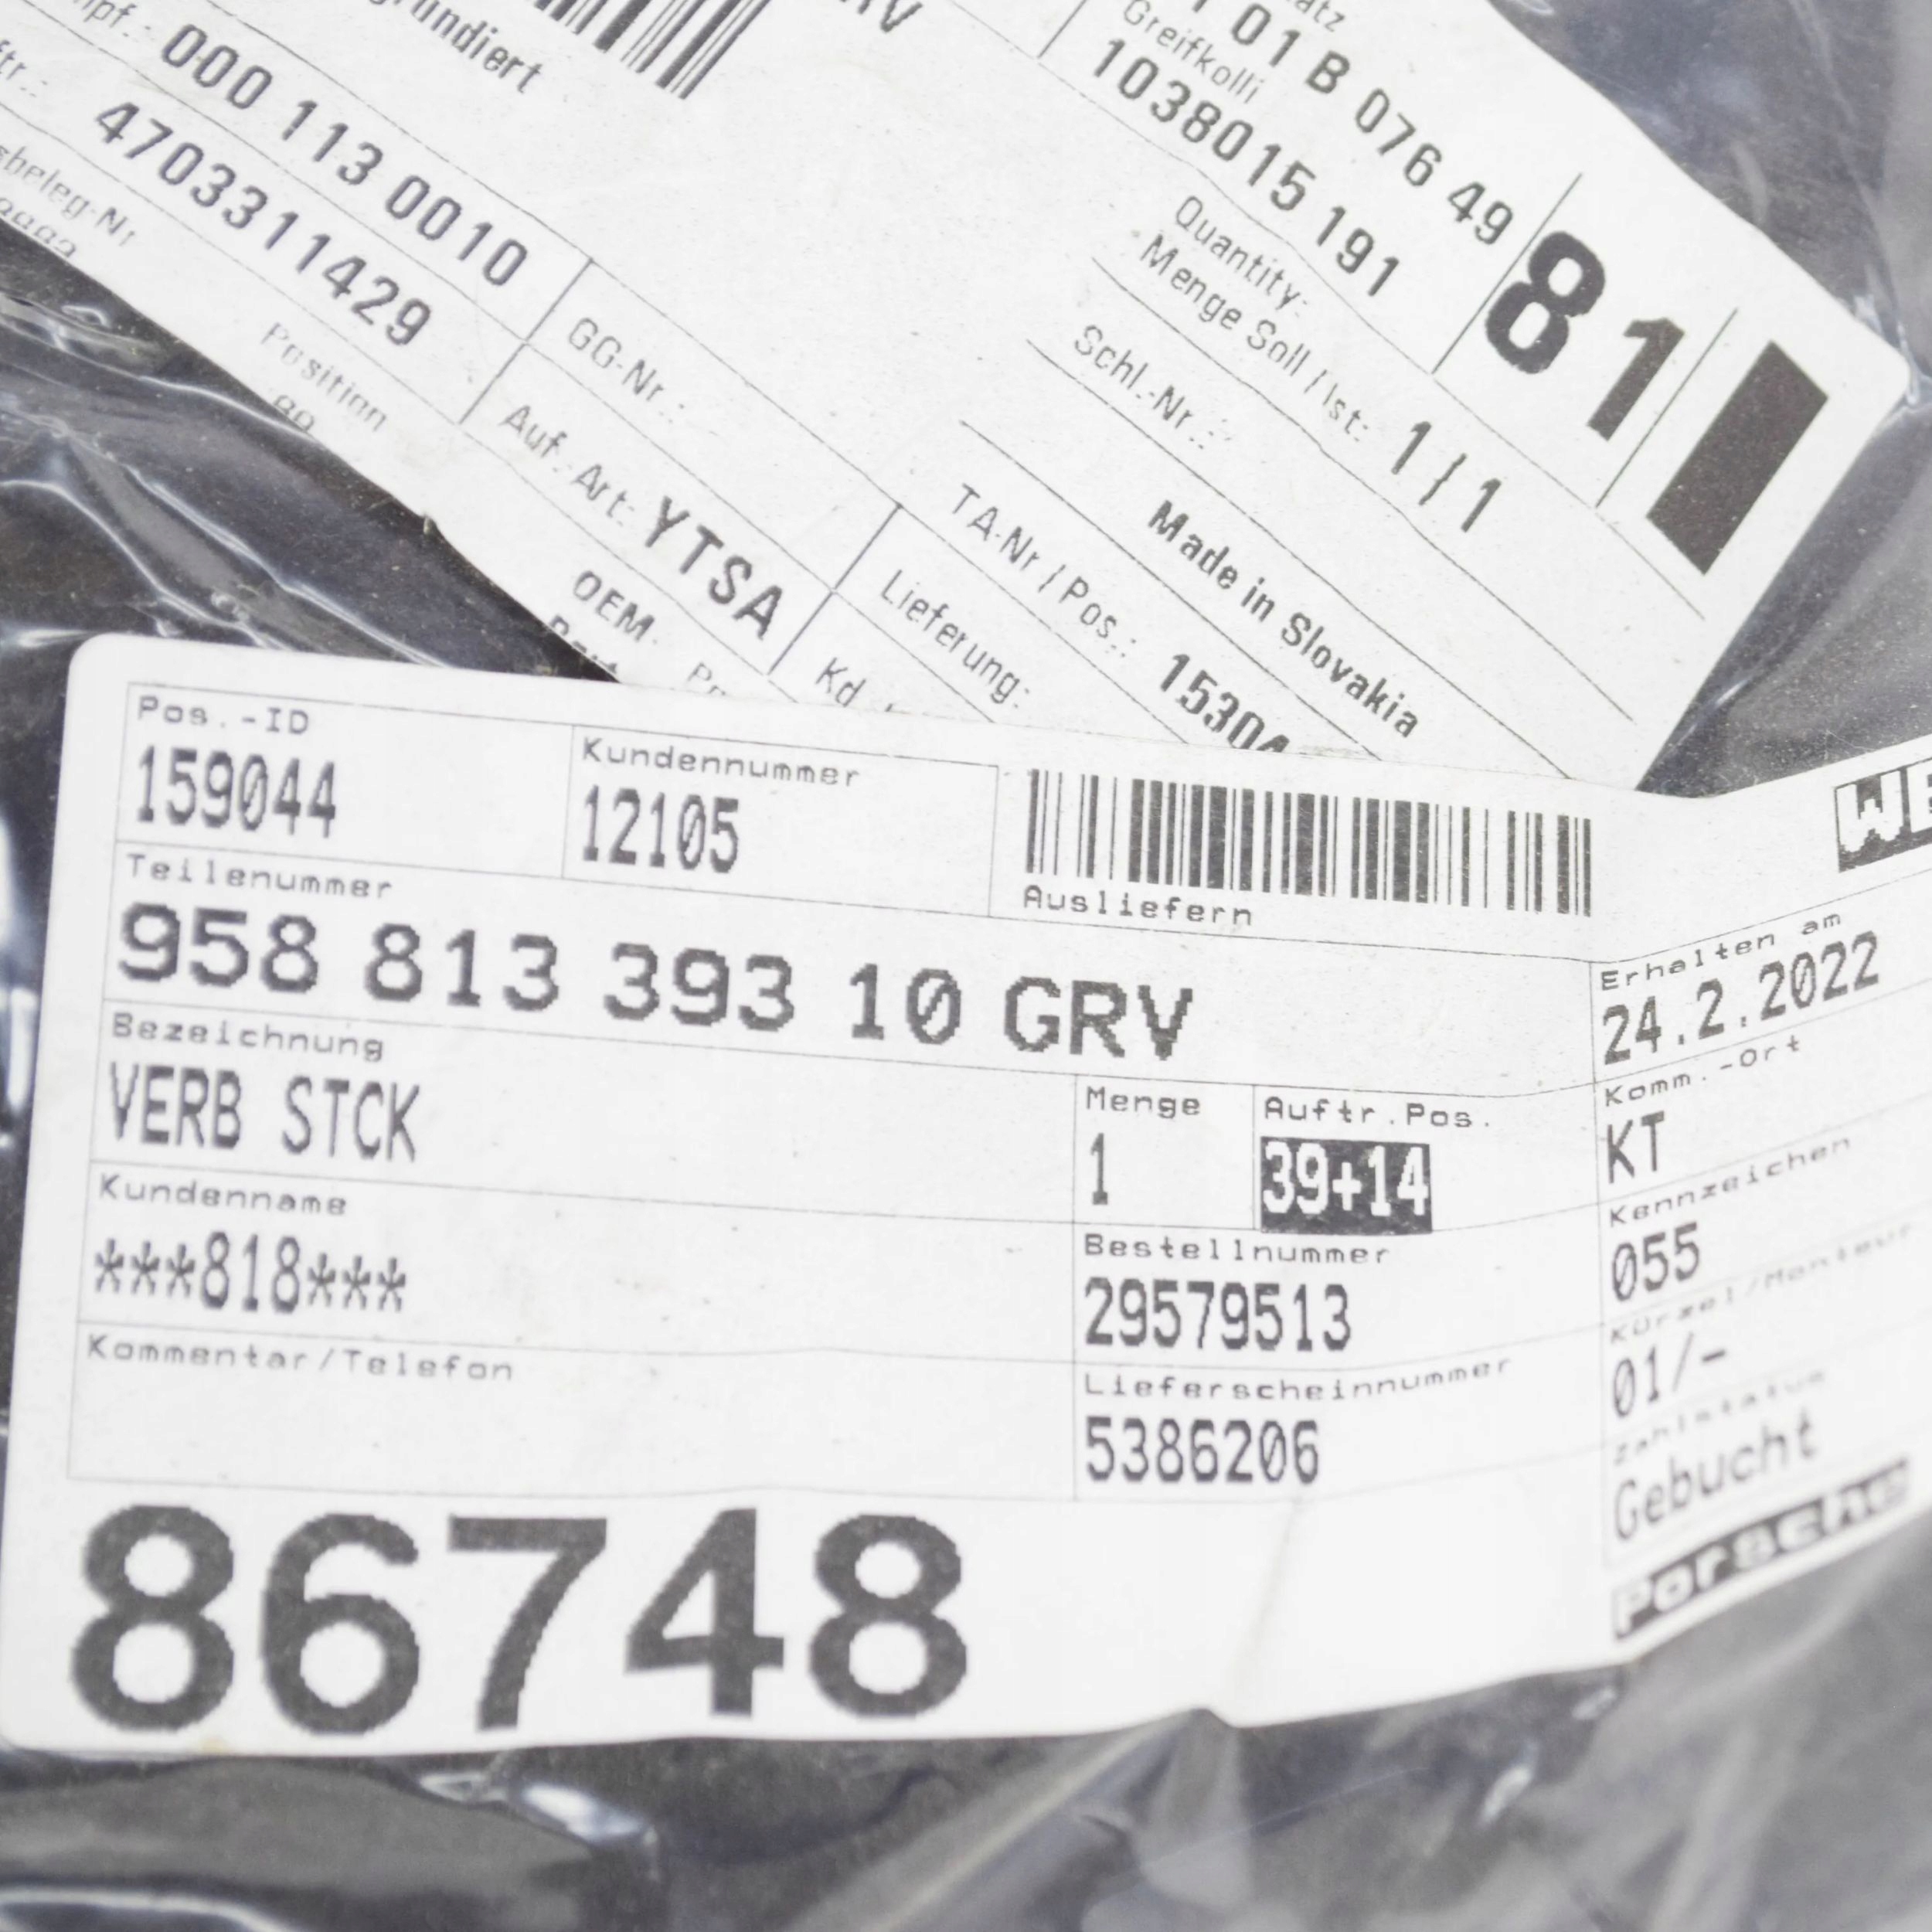 grundiert
000 113 0010
4703311429
Position
GG-Nr.:
Auf.-Art: YTSA
OEM-
Kd
Lieferung:
TA-Nr / Pos.:
Made in Slovakia
Schl.-Nr.:
Quantity:
Menge Soll / Ist: 1 / 1
01 B 076 49
Greifkolli
1038015 191
81
Pos.-ID
159044
Kundennummer
12105
Ausliefern
Teilenummer
958 813 393 10 GRV
Bezeichnung
VERB STCK
Menge
1
Auftr.Pos.
39+14
Kundenname
***818***
Bestellnummer
29579513
Kommentar/Telefon
Lieferscheinnummer
5386206
Erhalten am
24.2.2022
Komm.-Ort
KT
Kennzeichen
055
Kürzel/Monteur
01/-
Zahlstatus
Gebucht
Porsche
86748